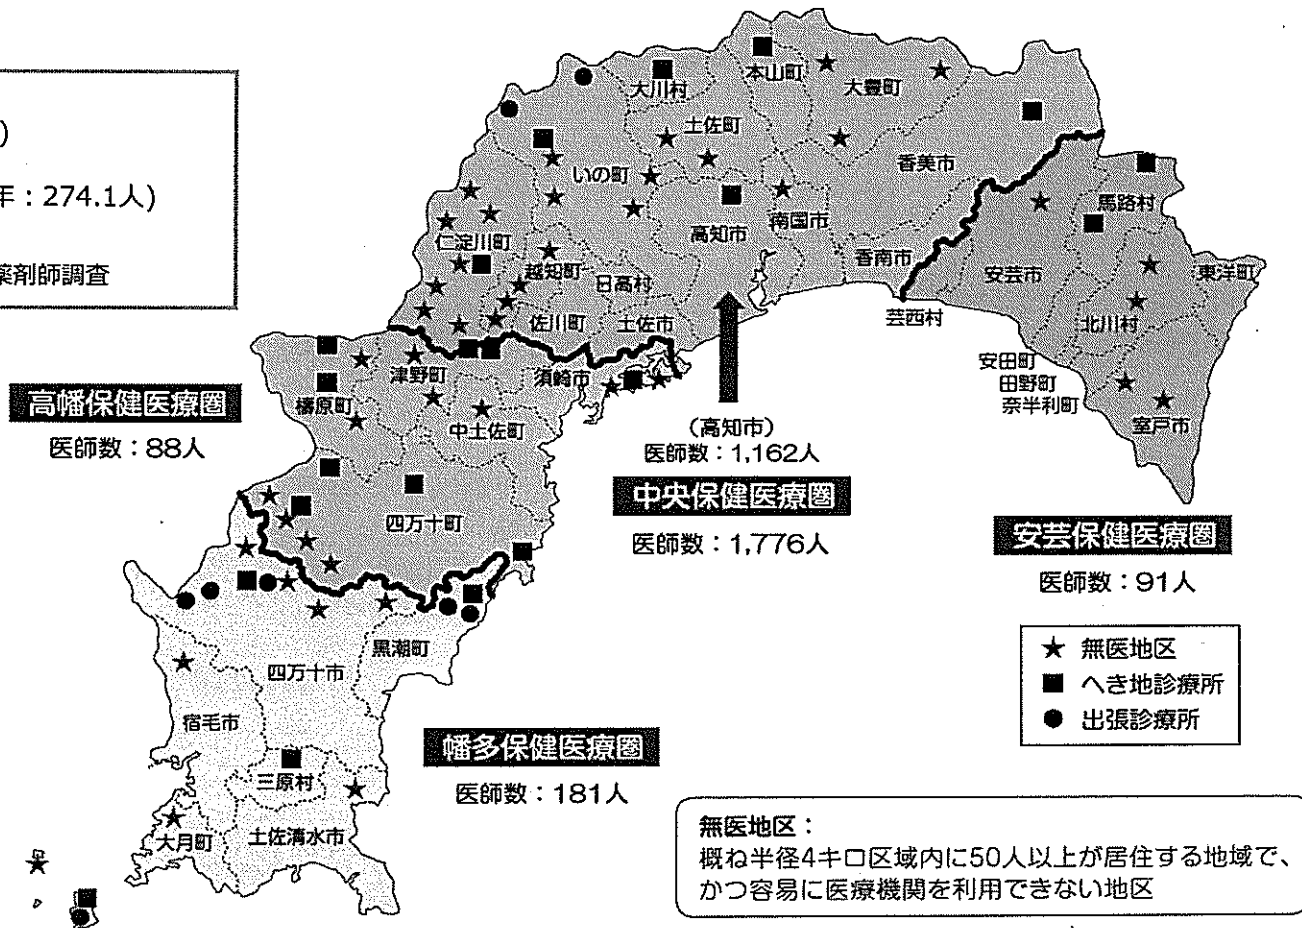 )
年：274.1人)
薬剤師調査
本山町
大川村
大豊町
土佐町
香美市
いの町
馬路村
高知市
南国市
仁淀川町
越知町
日高村
香南市
安芸市
東洋町
佐川町
土佐市
芸西村
北川村
津野町
須崎市
安田町
田野町
奈半利町
室戸市
高幡保健医療圏
医師数：88人
檮原町
中土佐町
(高知市)
医師数：1,162人
中央保健医療圏
医師数：1,776人
四万十町
安芸保健医療圏
医師数：91人
★ 無医地区
■ へき地診療所
● 出張診療所
黒潮町
四万十市
宿毛市
幡多保健医療圏
医師数：181人
三原村
大月町
土佐清水市
無医地区：
概ね半径4キロ区域内に50人以上が居住する地域で、
かつ容易に医療機関を利用できない地区